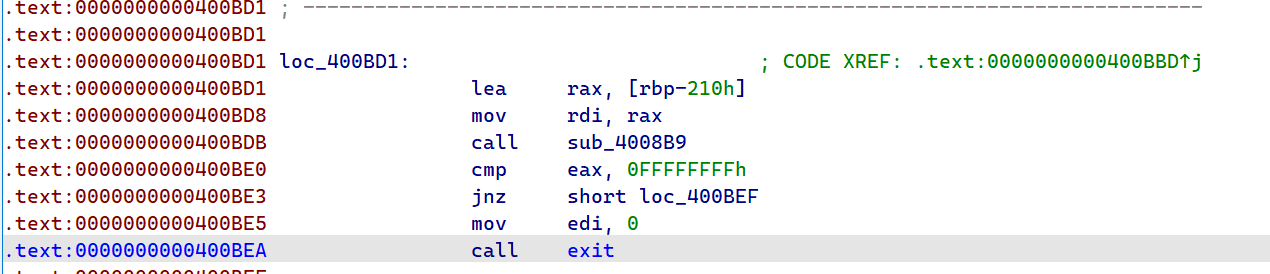 .text:0000000000400BD1 ; ---------------------------------------------------------------------------
.text:0000000000400BD1
.text:0000000000400BD1 loc_400BD1: ; CODE XREF: .text:0000000000400BBD↑j
.text:0000000000400BD1 lea rax, [rbp-210h]
.text:0000000000400BD8 mov rdi, rax
.text:0000000000400BDB call sub_4008B9
.text:0000000000400BE0 cmp eax, 0FFFFFFFFh
.text:0000000000400BE3 jnz short loc_400BEF
.text:0000000000400BE5 mov edi, 0
.text:0000000000400BEA call exit